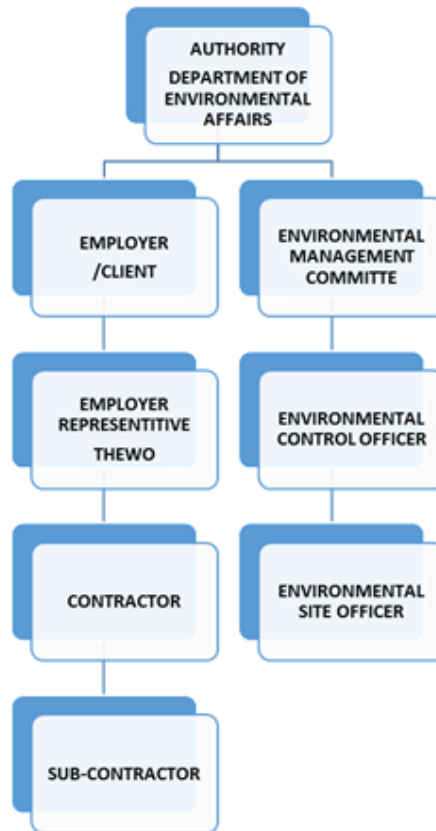 AUTHORITY
DEPARTMENT OF
ENVIRONMENTAL
AFFAIRS
EMPLOYER
/CLIENT
ENVIRONMENTAL
MANAGEMENT
COMMITTE
EMPLOYER
REPRESENTITIVE
THEWO
ENVIRONMENTAL
CONTROL OFFICER
CONTRACTOR
ENVIRONMENTAL
SITE OFFICER
SUB-CONTRACTOR